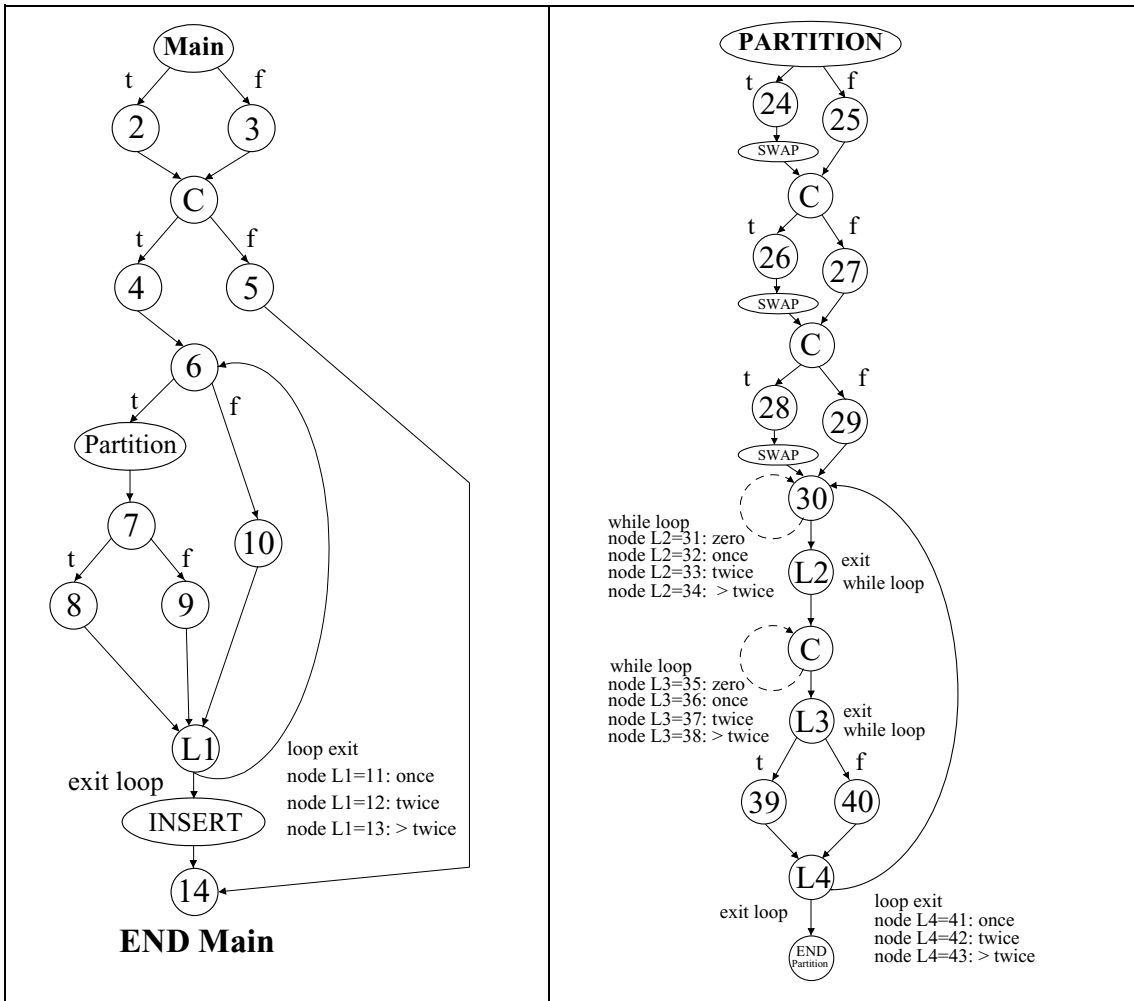 Main
t
f
2
3
C
t
f
4
5
6
t
f
Partition
7
10
t
f
8
9
L1
loop exit
exit loop
node L1=11: once
node L1=12: twice
INSERT
node L1=13: > twice
14
END Main
PARTITION
t
f
24
25
SWAP
C
t
f
26
27
SWAP
C
t
f
28
29
SWAP
30
while loop
node L2=31: zero
node L2=32: once
node L2=33: twice
node L2=34: > twice
L2
exit
while loop
C
while loop
node L3=35: zero
node L3=36: once
node L3=37: twice
node L3=38: > twice
L3
exit
while loop
t
f
39
40
L4
exit loop
loop exit
node L4=41: once
node L4=42: twice
node L4=43: > twice
END
Partition